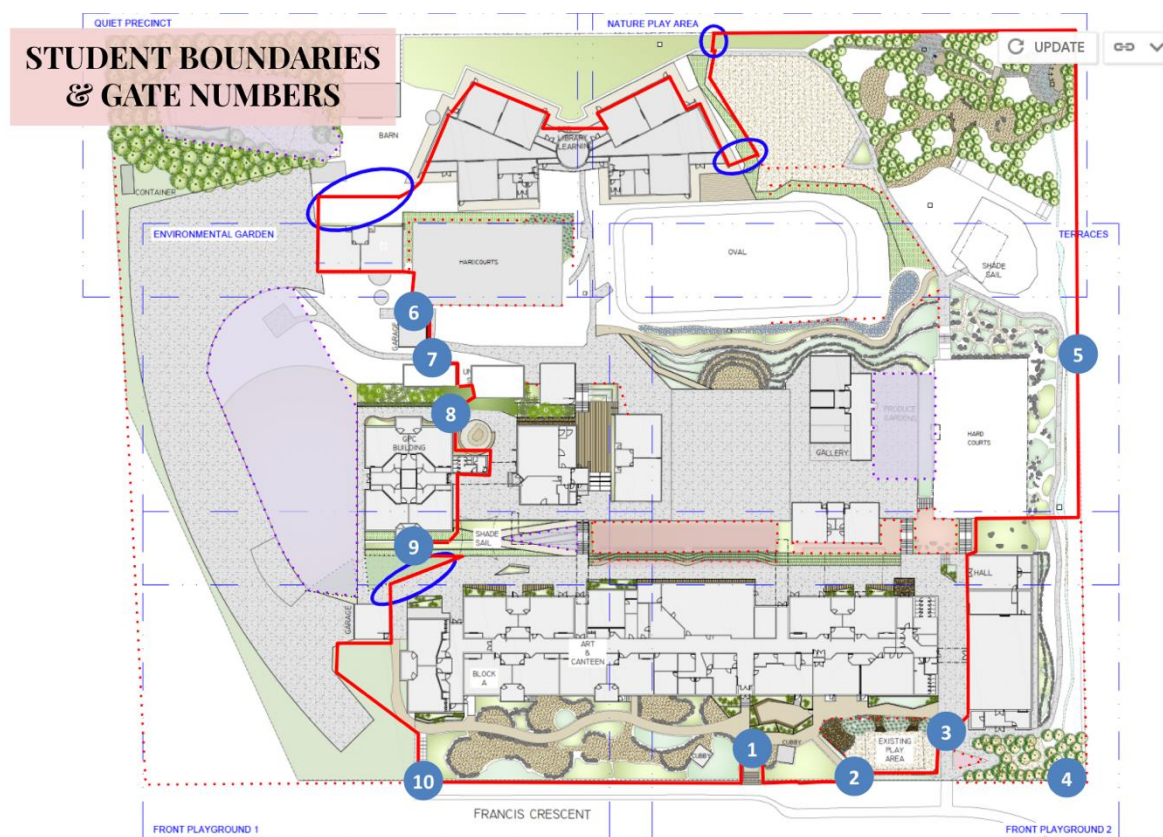 QUIET PRECINCT
NATURE PLAY AREA
STUDENT BOUNDARIES
& GATE NUMBERS
UPDATE
BARN
LIBRARY
LEARNIN
CONTAINER
ENVIRONMENTAL GARDEN
TERRACES
HARDCOURTS
OVAL
SHADE
SAIL
6
GARAGE
7
5
UN
8
GPC
BUILDING
PRODUCE
GARDENS
HARD
COURTS
GALLERY
9
SHADE
SAIL
HALL
GARAGE
ART
&
CANTEEN
BLOCK
A
1
CUBBY
CUBBY
EXISTING
PLAY
AREA
3
2
4
10
FRANCIS CRESCENT
FRONT PLAYGROUND 1
FRONT PLAYGROUND 2